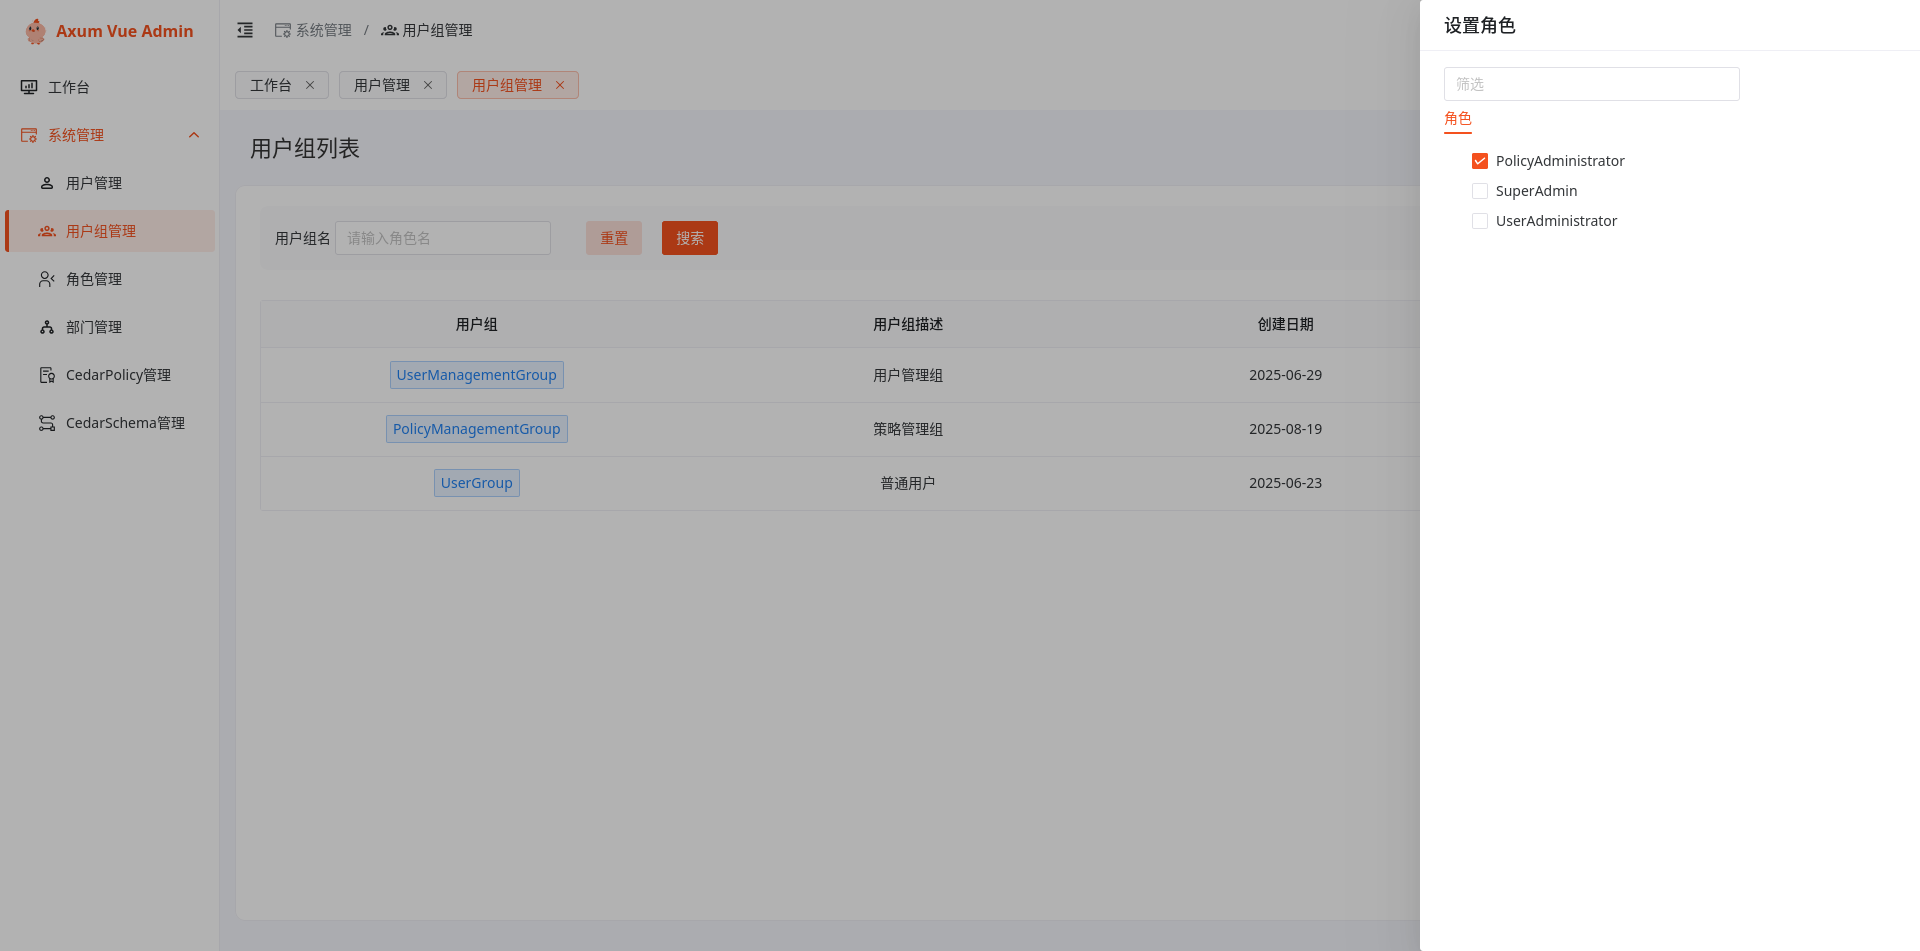 Axum Vue Admin
工作台
系统管理
用户管理
用户组管理
角色管理
部门管理
CedarPolicy管理
CedarSchema管理
系统管理 / 用户组管理
工作台 用户管理 用户组管理
用户组列表
用户组名 请输入角色名 重置 搜索
用户组 用户组描述 创建日期
UserManagementGroup 用户管理组 2025-06-29
PolicyManagementGroup 策略管理组 2025-08-19
UserGroup 普通用户 2025-06-23
设置角色
筛选
角色
PolicyAdministrator
SuperAdmin
UserAdministrator